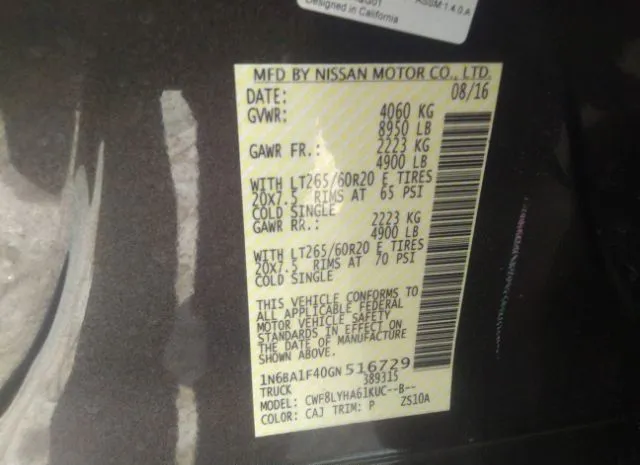 ASSM:1.4.0.A
Designed in California
MFD BY NISSAN MOTOR CO., LTD.
DATE: 08/16
GVWR: 4060 KG
8950 LB
GAWR FR.: 2223 KG
4900 LB
WITH LT265/60R20 E TIRES
20X7.5 RIMS AT 65 PSI
COLD SINGLE
GAWR RR.: 2223 KG
4900 LB
WITH LT265/60R20 E TIRES
20X7.5 RIMS AT 70 PSI
COLD SINGLE
THIS VEHICLE CONFORMS TO
ALL APPLICABLE FEDERAL
MOTOR VEHICLE SAFETY
STANDARDS IN EFFECT ON
THE DATE OF MANUFACTURE
SHOWN ABOVE.
1N6BA1F40GN516729
TRUCK 389315
MODEL: CWF8LYHA61KUC--B--
COLOR: CAJ TRIM: P ZS10A